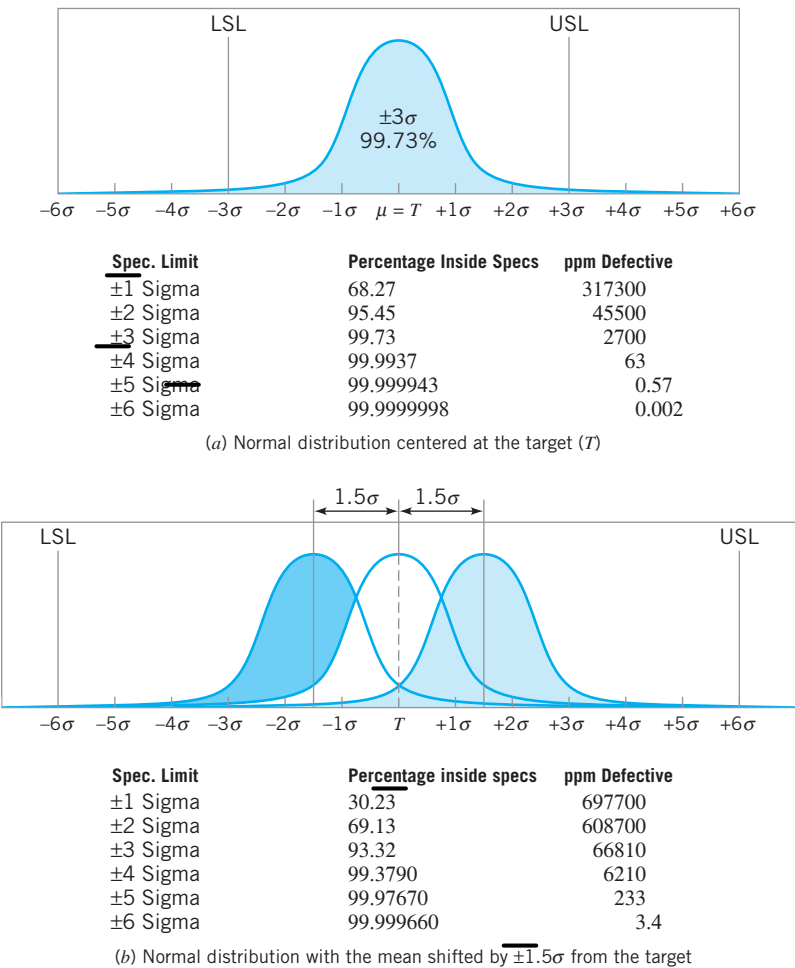 LSL USL
±3σ
99.73%
–6σ –5σ –4σ –3σ –2σ –1σ μ = T +1σ +2σ +3σ +4σ +5σ +6σ
Spec. Limit Percentage Inside Specs ppm Defective
±1 Sigma 68.27 317300
±2 Sigma 95.45 45500
±3 Sigma 99.73 2700
±4 Sigma 99.9937 63
±5 Sigma 99.999943 0.57
±6 Sigma 99.9999998 0.002
(a) Normal distribution centered at the target (T)
1.5σ 1.5σ
LSL USL
–6σ –5σ –4σ –3σ –2σ –1σ T +1σ +2σ +3σ +4σ +5σ +6σ
Spec. Limit Percentage inside specs ppm Defective
±1 Sigma 30.23 697700
±2 Sigma 69.13 608700
±3 Sigma 93.32 66810
±4 Sigma 99.3790 6210
±5 Sigma 99.97670 233
±6 Sigma 99.999660 3.4
(b) Normal distribution with the mean shifted by ±1.5σ from the target